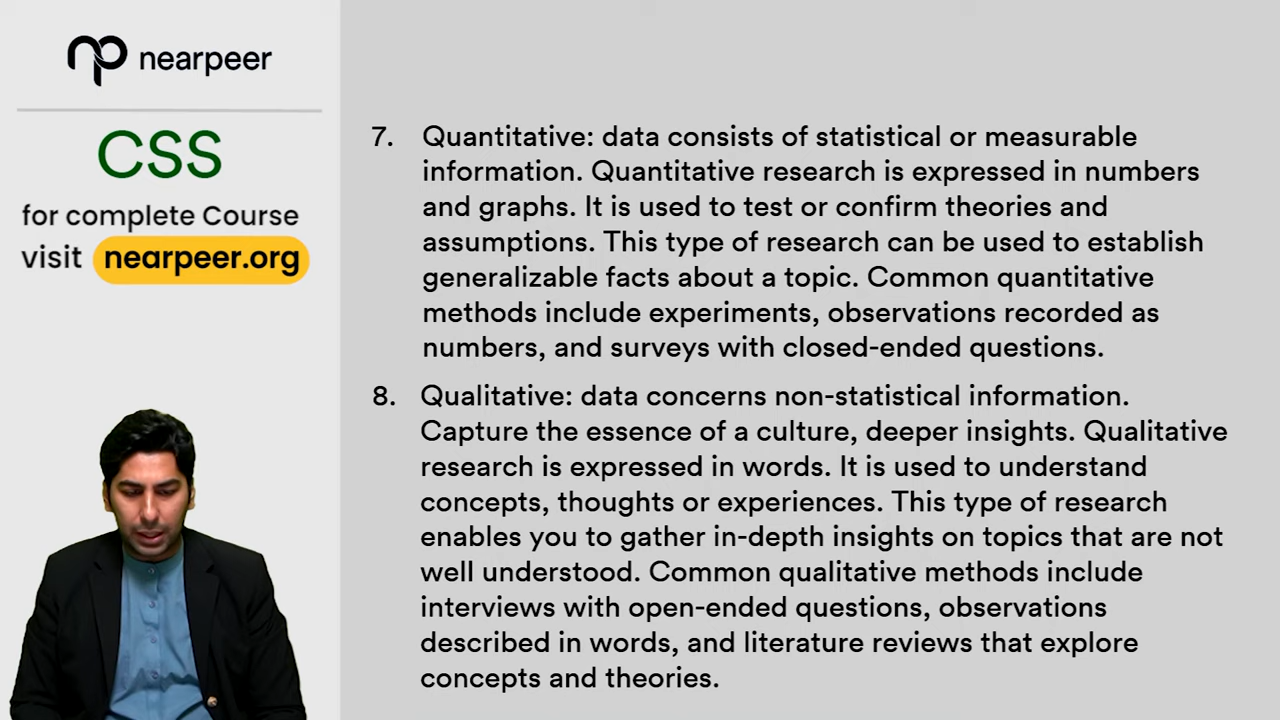 nearpeer
CSS
for complete Course
visit nearpeer.org
7. Quantitative: data consists of statistical or measurable
information. Quantitative research is expressed in numbers
and graphs. It is used to test or confirm theories and
assumptions. This type of research can be used to establish
generalizable facts about a topic. Common quantitative
methods include experiments, observations recorded as
numbers, and surveys with closed-ended questions.
8. Qualitative: data concerns non-statistical information.
Capture the essence of a culture, deeper insights. Qualitative
research is expressed in words. It is used to understand
concepts, thoughts or experiences. This type of research
enables you to gather in-depth insights on topics that are not
well understood. Common qualitative methods include
interviews with open-ended questions, observations
described in words, and literature reviews that explore
concepts and theories.